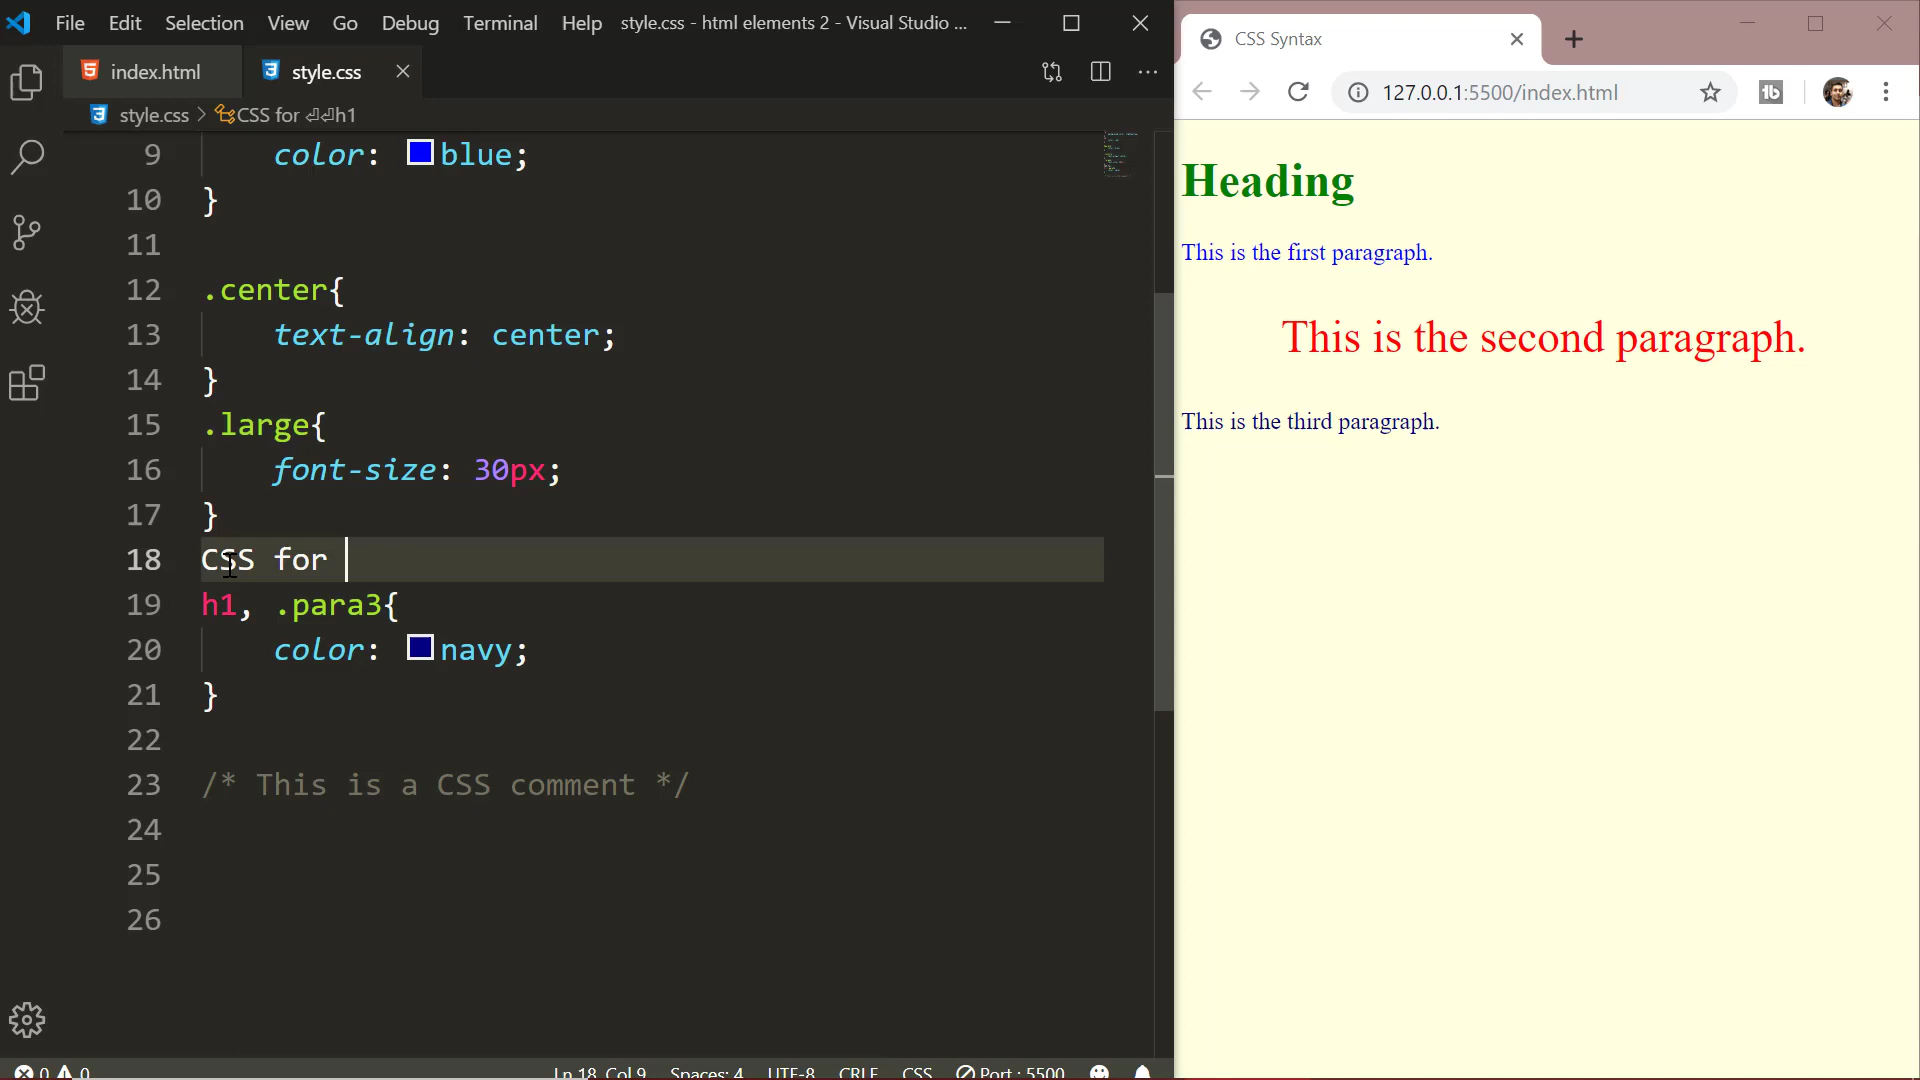 File Edit Selection View Go Debug Terminal Help style.css - html elements 2 - Visual Studio ...
index.html style.css
style.css > CSS for ⏎⏎h1
9 color: blue;
10 }
11
12 .center{
13 text-align: center;
14 }
15 .large{
16 font-size: 30px;
17 }
18 CSS for
19 h1, .para3{
20 color: navy;
21 }
22
23 /* This is a CSS comment */
24
25
26
0 0 Ln 18, Col 9 Spaces: 4 UTF-8 CRLF CSS Port : 5500
CSS Syntax
127.0.0.1:5500/index.html
Heading
This is the first paragraph.
This is the second paragraph.
This is the third paragraph.